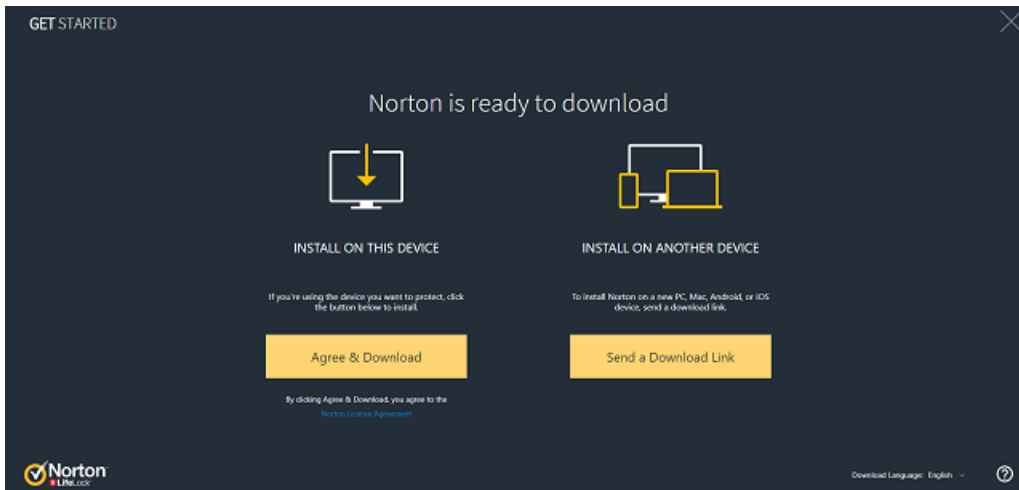 GET STARTED
Norton is ready to download
INSTALL ON THIS DEVICE
If you're using the device you want to protect, click
the button below to install.
Agree & Download
By clicking Agree & Download, you agree to the
Norton License Agreement
INSTALL ON ANOTHER DEVICE
To install Norton on a new PC, Mac, Android, or iOS
device, send a download link.
Send a Download Link
Norton
LifeLock
Download Language: English
?